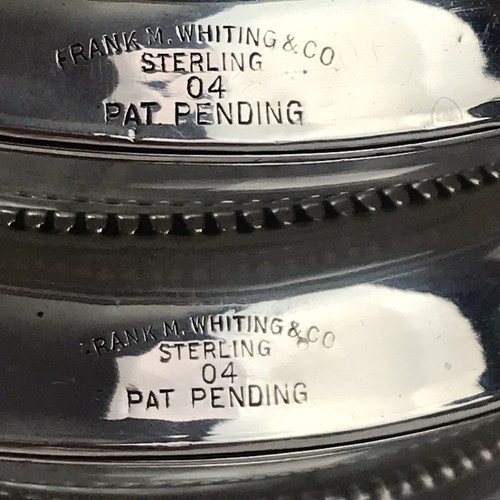 FRANK M. WHITING & CO
STERLING
04
PAT PENDING
FRANK M. WHITING & CO
STERLING
04
PAT PENDING